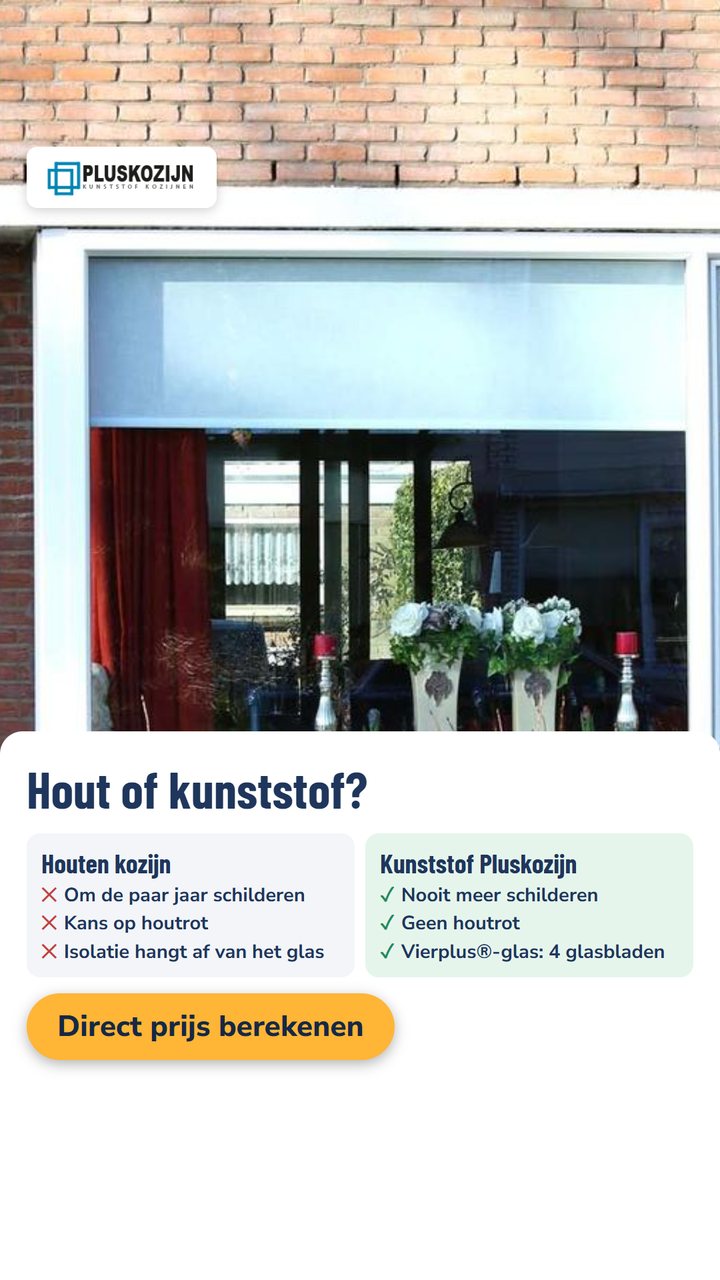 PLUSKOZIJN
KUNSTSTOF KOZIJNEN
Hout of kunststof?
Houten kozijn
✕ Om de paar jaar schilderen
✕ Kans op houtrot
✕ Isolatie hangt af van het glas
Kunststof Pluskozijn
✓ Nooit meer schilderen
✓ Geen houtrot
✓ Vierplus®-glas: 4 glasbladen
Direct prijs berekenen